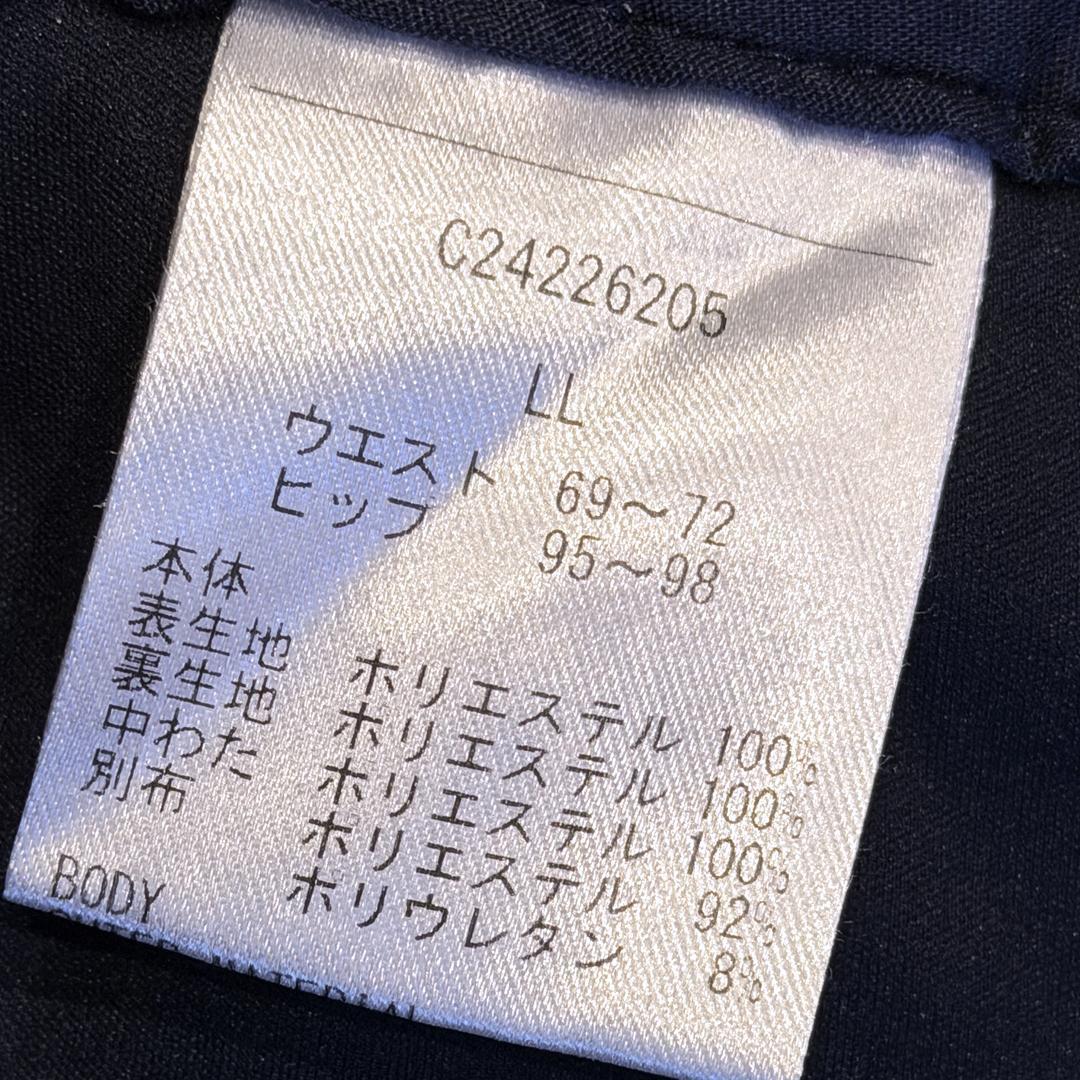 C24226205
LL
ウエスト 69〜72
ヒップ 95〜98
本体
表生地 ポリエステル 100%
裏生地 ポリエステル 100%
中わた ポリエステル 100%
別布 ポリエステル 92%
ポリウレタン 8%
BODY